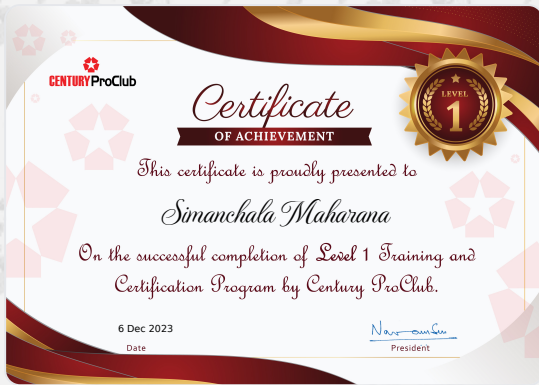 CENTURY ProClub
Certificate
OF ACHIEVEMENT
LEVEL
1
This certificate is proudly presented to
Simanchala Maharana
On the successful completion of Level 1 Training and
Certification Program by Century ProClub.
6 Dec 2023
Date
President